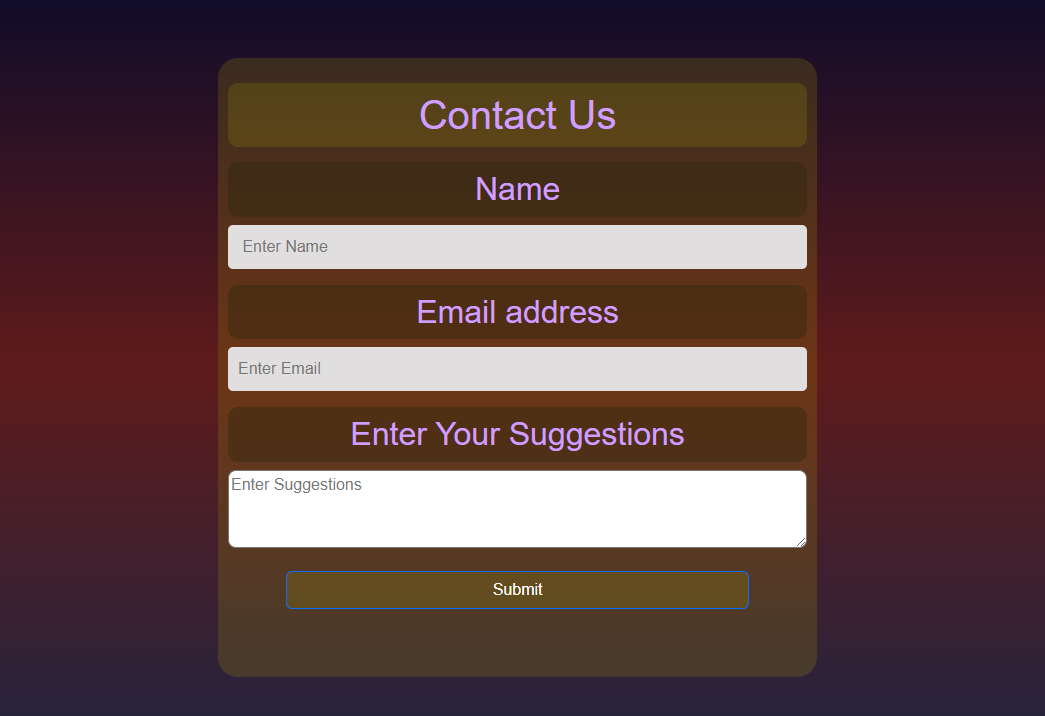 Contact Us
Name
Enter Name
Email address
Enter Email
Enter Your Suggestions
Enter Suggestions
Submit